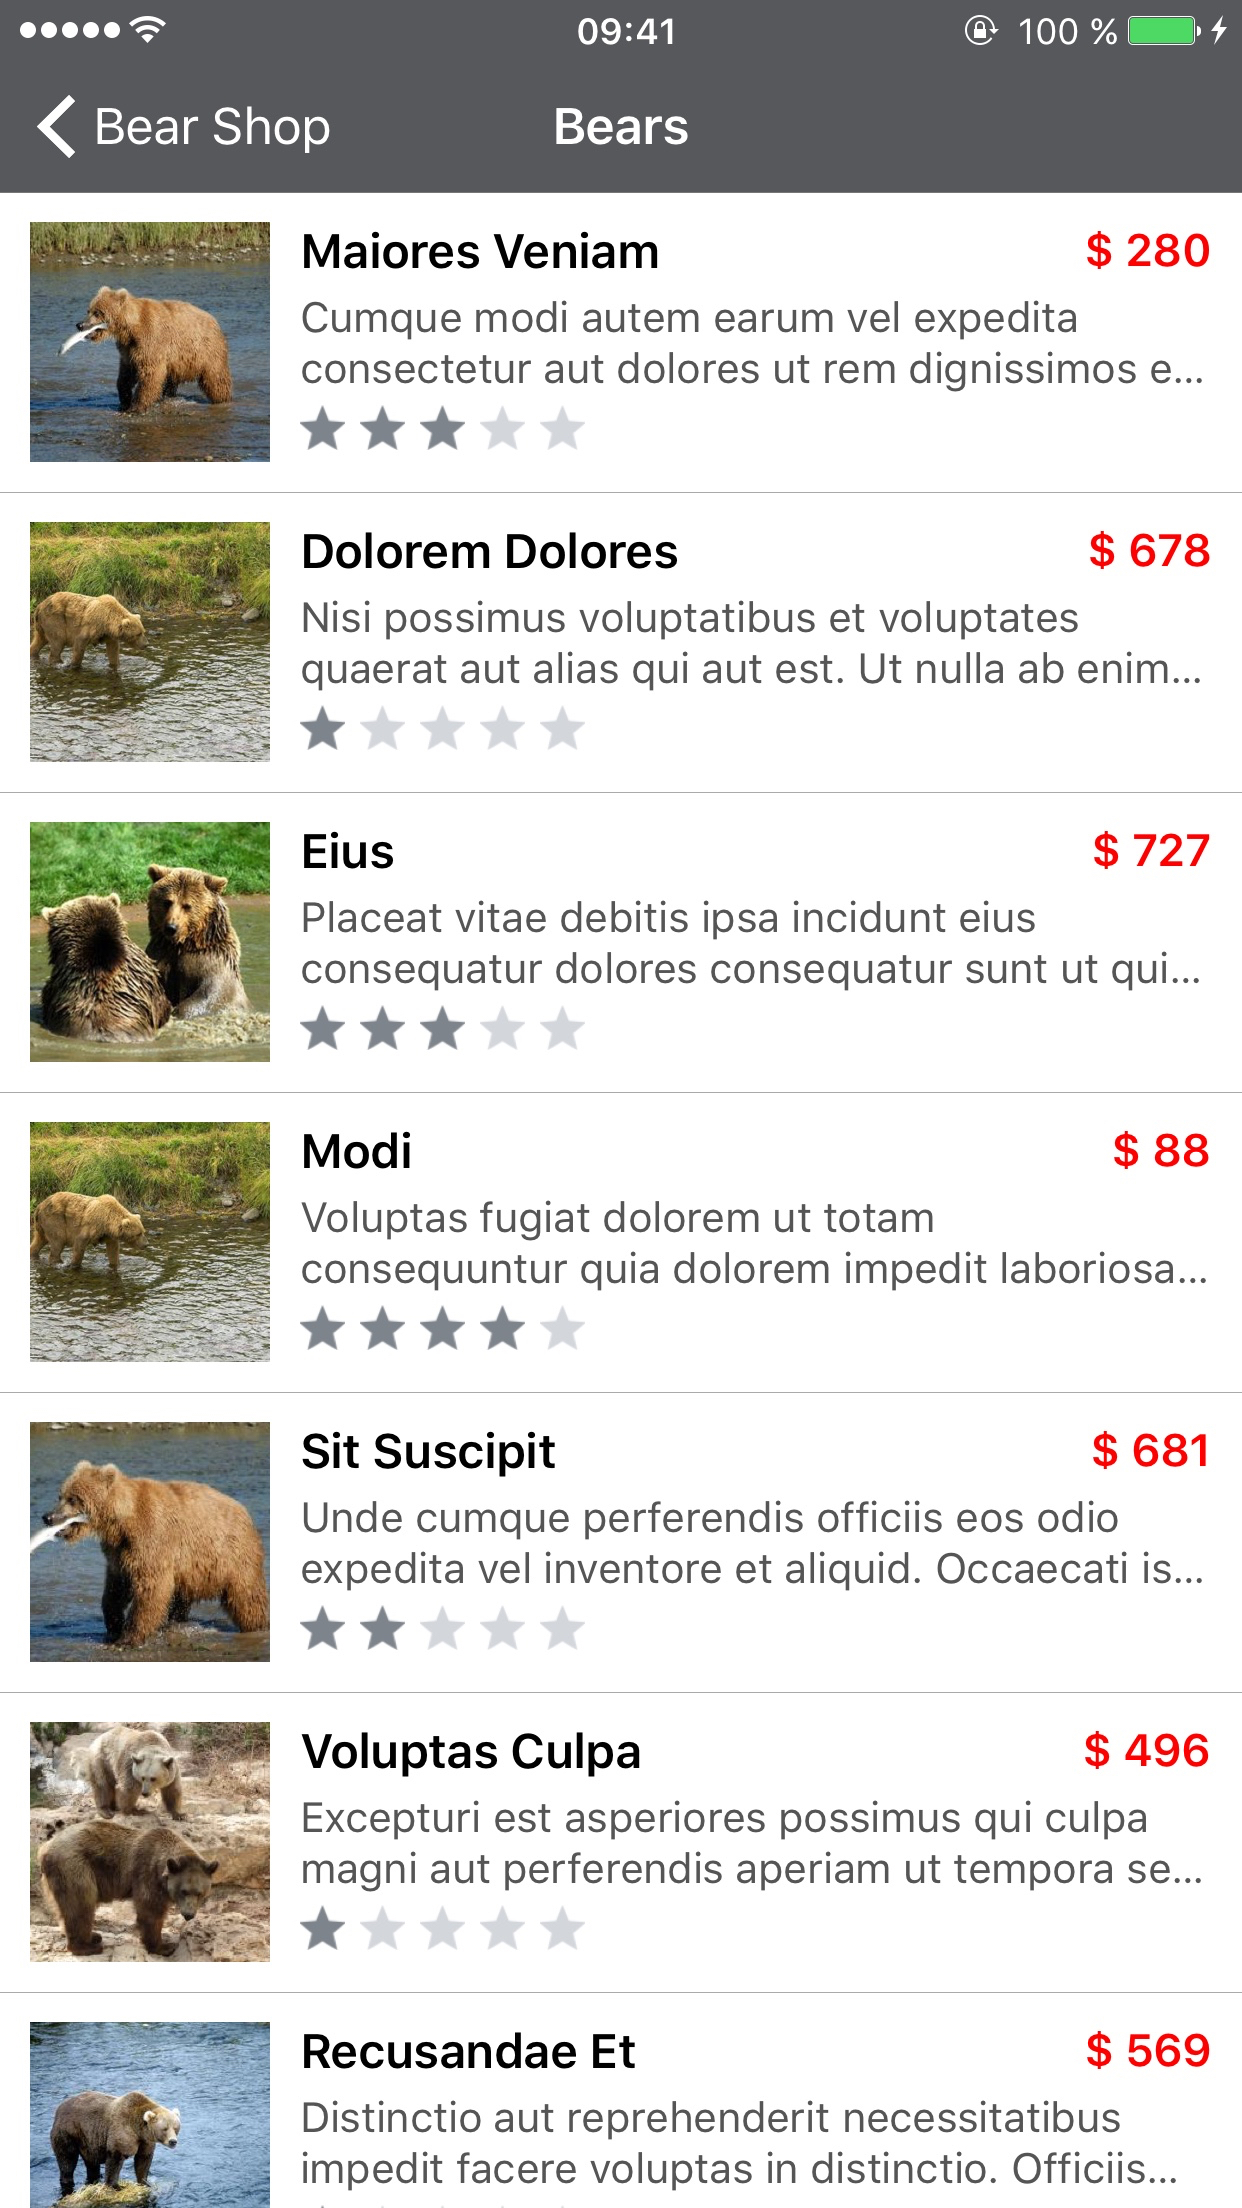 09:41
100 %
Bear Shop
Bears
Maiores Veniam
$ 280
Cumque modi autem earum vel expedita
consectetur aut dolores ut rem dignissimos e...
Dolorem Dolores
$ 678
Nisi possimus voluptatibus et voluptates
quaerat aut alias qui aut est. Ut nulla ab enim...
Eius
$ 727
Placeat vitae debitis ipsa incidunt eius
consequatur dolores consequatur sunt ut qui...
Modi
$ 88
Voluptas fugiat dolorem ut totam
consequuntur quia dolorem impedit laboriosa...
Sit Suscipit
$ 681
Unde cumque perferendis officiis eos odio
expedita vel inventore et aliquid. Occaecati is...
Voluptas Culpa
$ 496
Excepturi est asperiores possimus qui culpa
magni aut perferendis aperiam ut tempora se...
Recusandae Et
$ 569
Distinctio aut reprehenderit necessitatibus
impedit facere voluptas in distinctio. Officiis...